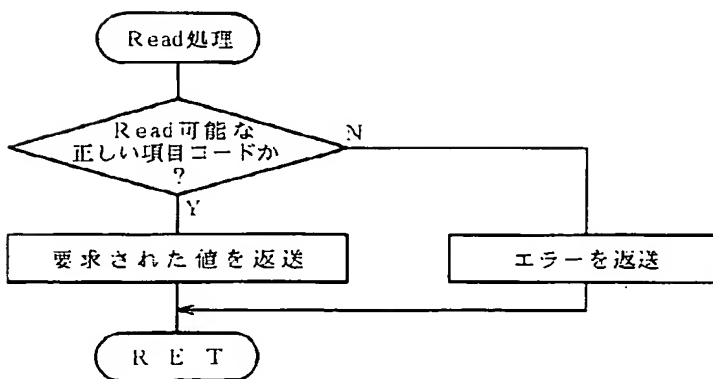 Read処理
Read可能な
正しい項目コードか
?
N
Y
要求された値を返送
エラーを返送
RET